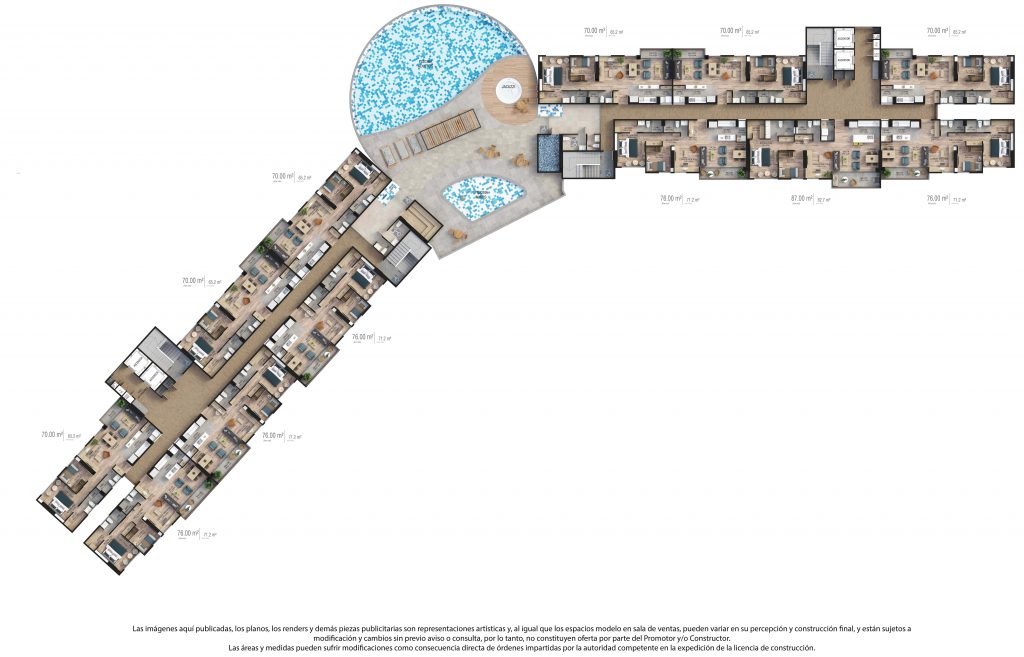 70.00 m² 65.2 m²
70.00 m² 65.2 m²
70.00 m² 65.2 m²
JACUZZI
ASCENSOR
ASCENSOR
76.00 m² 71.2 m²
87.00 m² 82.1 m²
76.00 m² 71.2 m²
70.00 m² 65.2 m²
70.00 m² 65.2 m²
76.00 m² 71.2 m²
70.00 m²
76.00 m² 71.2 m²
76.00 m² 71.2 m²
Las imágenes aquí publicadas, los planos, los renders y demás piezas publicitarias son representaciones artisticas y, al igual que los espacios modelo en sala de ventas, pueden variar en su percepción y construcción final, y están sujetos a
modificación y cambios sin previo aviso o consulta, por lo tanto, no constituyen oferta por parte del Promotor y/o Constructor.
Las áreas y medidas pueden sufrir modificaciones como consecuencia directa de órdenes impartidas por la autoridad competente en la expedición de la licencia de construcción.